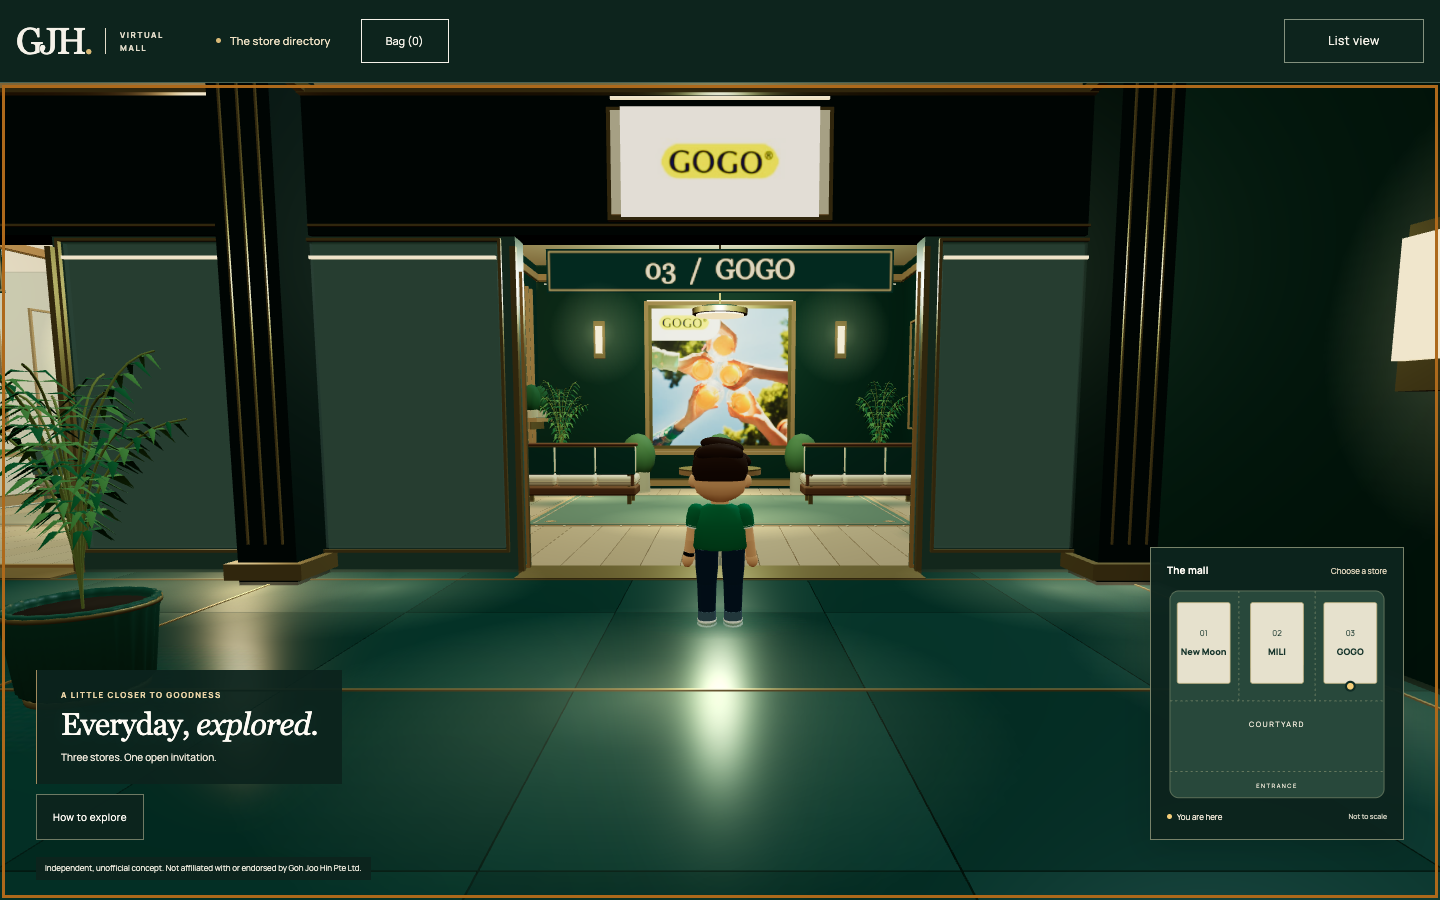 GJH.
VIRTUAL
MALL
The store directory
Bag (0)
List view
GOGO®
03 / GOGO
GOGO®
The mall
Choose a store
01
New Moon
02
MILI
03
GOGO
COURTYARD
ENTRANCE
You are here
Not to scale
A LITTLE CLOSER TO GOODNESS
Everyday, explored.
Three stores. One open invitation.
How to explore
Independent, unofficial concept. Not affiliated with or endorsed by Goh Joo Hin Pte Ltd.